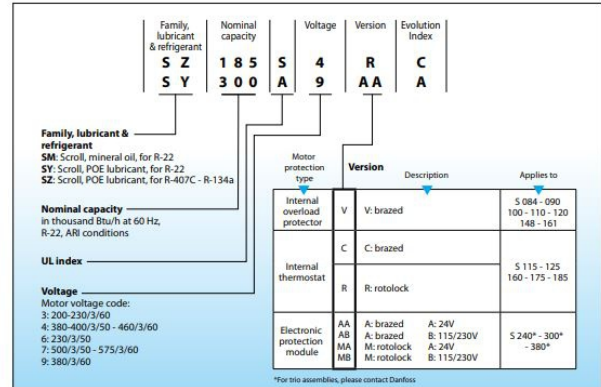 Family, lubricant & refrigerant
Nominal capacity
Voltage
Version
Evolution Index
S Z 1 8 5 S 4 R C
S Y 3 0 0 A 9 A A A
Family, lubricant &
refrigerant
SM: Scroll, mineral oil, for R-22
SY: Scroll, POE lubricant, for R-22
SZ: Scroll, POE lubricant, for R-407C - R-134a
Nominal capacity
in thousand Btu/h at 60 Hz,
R-22, ARI conditions
UL index
Voltage
Motor voltage code:
3: 200-230/3/60
4: 380-400/3/50 - 460/3/60
6: 230/3/50
7: 500/3/50 - 575/3/60
9: 380/3/60
Motor protection type
Version
Description
Applies to
Internal overload protector
V
V: brazed
S 084 - 090
100 - 110 - 120
148 - 161
Internal thermostat
C
C: brazed
R
R: rotolock
S 115 - 125
160 - 175 - 185
Electronic protection module
AA A: brazed A: 24V
AB A: brazed B: 115/230V
MA M: rotolock A: 24V
MB M: rotolock B: 115/230V
S 240* - 300*
- 380*
*For trio assemblies, please contact Danfoss